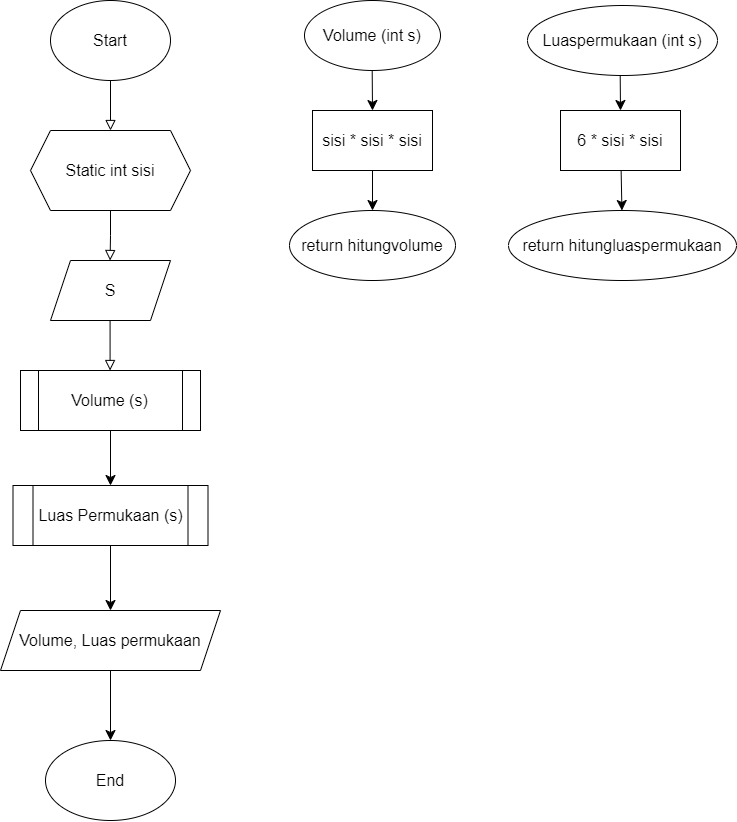 Start
Static int sisi
S
Volume (s)
Luas Permukaan (s)
Volume, Luas permukaan
End
Volume (int s)
sisi * sisi * sisi
return hitungvolume
Luaspermukaan (int s)
6 * sisi * sisi
return hitungluaspermukaan